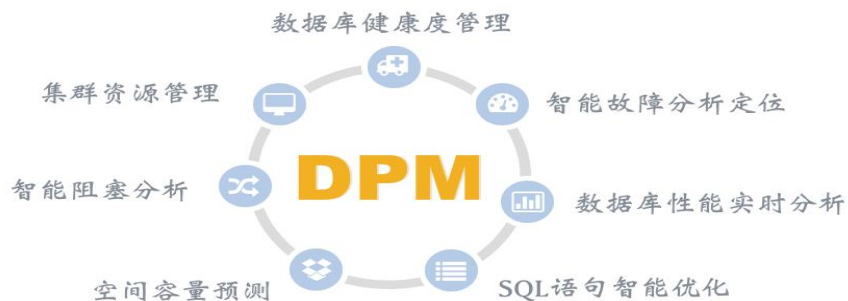 数据库健康度管理
集群资源管理
智能故障分析定位
DPM
智能阻塞分析
数据库性能实时分析
空间容量预测
SQL语句智能优化